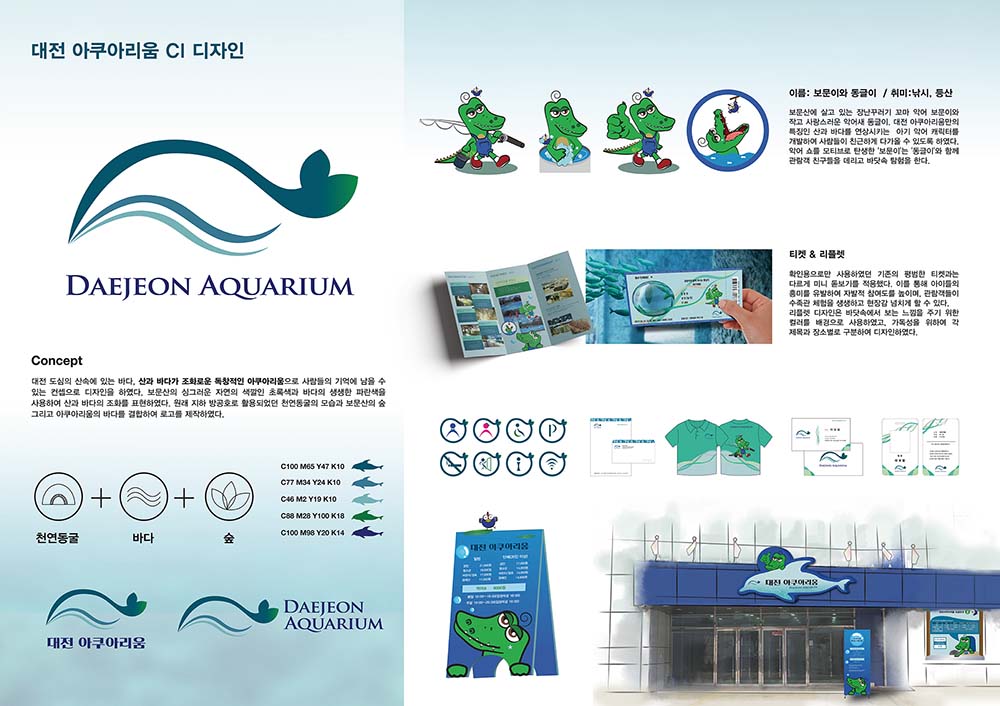 대전 아쿠아리움 CI 디자인
DAEJEON AQUARIUM
Concept
대전 도심의 산속에 있는 바다, 산과 바다가 조화로운 독창적인 아쿠아리움으로 사람들의 기억에 남을 수
있는 컨셉으로 디자인을 하였다. 보문산의 싱그러운 자연의 색깔인 초록색과 바다의 생생한 파란색을
사용하여 산과 바다의 조화를 표현하였다. 원래 지하 방공호로 활용되었던 천연동굴의 모습과 보문산의 숲
그리고 아쿠아리움의 바다를 결합하여 로고를 제작하였다.
천연동굴
바다
숲
C100 M65 Y47 K10
C77 M34 Y24 K10
C46 M2 Y19 K10
C88 M28 Y100 K18
C100 M98 Y20 K14
대전 아쿠아리움
DAEJEON
AQUARIUM
이름: 보문이와 동글이 / 취미:낚시, 등산
보문산에 살고 있는 장난꾸러기 꼬마 악어 보문이와
작고 사랑스러운 악어새 동글이. 대전 아쿠아리움만의
특징인 산과 바다를 연상시키는 아기 악어 캐릭터를
개발하여 사람들이 친근하게 다가올 수 있도록 하였다.
악어 쇼를 모티브로 탄생한 '보문이'는 '동글이'와 함께
관람객 친구들을 데리고 바닷속 탐험을 한다.
티켓 & 리플렛
확인용으로만 사용하였던 기존의 평범한 티켓과는
다르게 미니 돋보기를 적용했다. 이를 통해 아이들의
흥미를 유발하여 자발적 참여도를 높이며, 관람객들이
수족관 체험을 생생하고 현장감 넘치게 할 수 있다.
리플렛 디자인은 바닷속에서 보는 느낌을 주기 위한
컬러를 배경으로 사용하였고, 가독성을 위하여 각
제목과 장소별로 구분하여 디자인하였다.
P
DAEJEON AQUARIUM
대전 아쿠아리움
대전 아쿠아리움